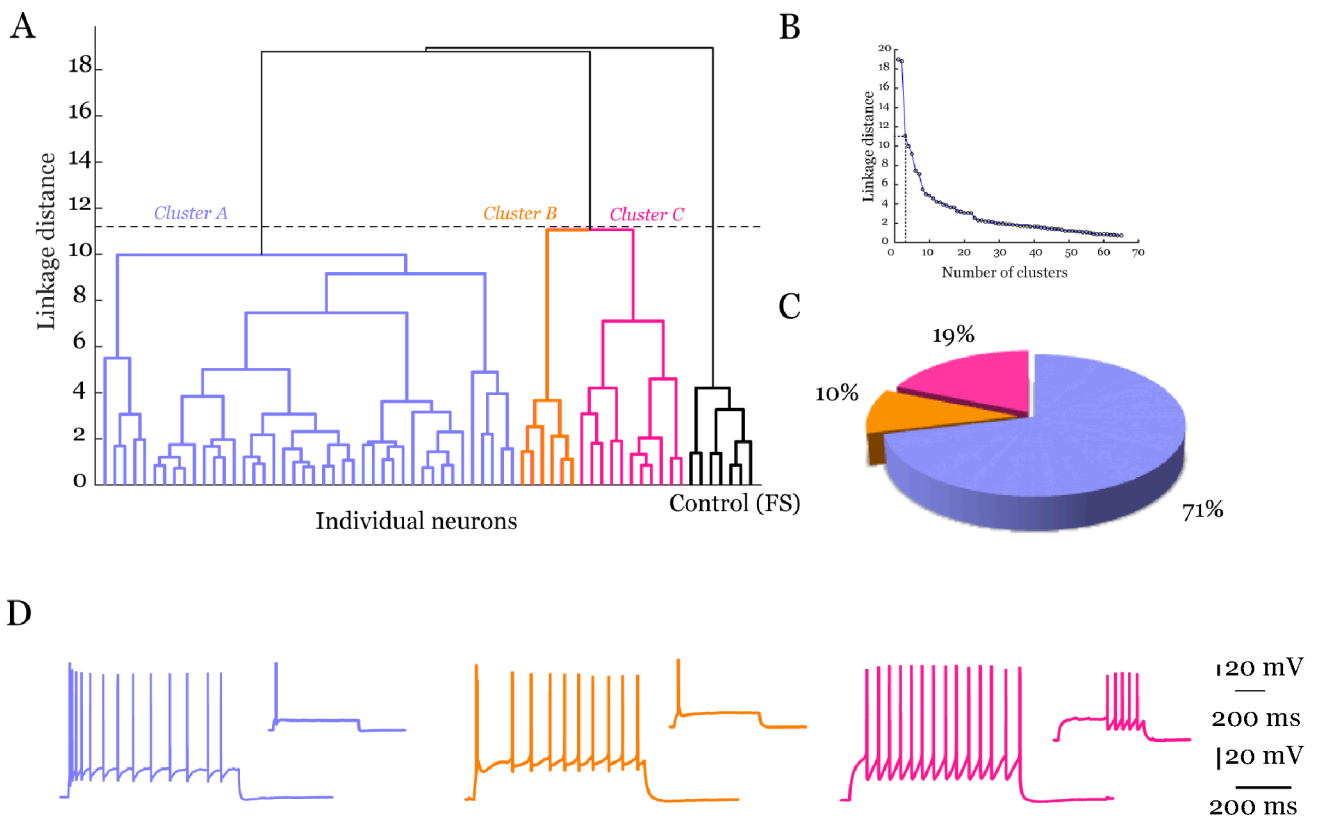 A
18
16
14
12
10
8
6
4
2
0
Linkage distance
Cluster A
Cluster B
Cluster C
Individual neurons
Control (FS)
B
20
18
16
14
12
10
8
6
4
2
0
Linkage distance
0 10 20 30 40 50 60 70
Number of clusters
C
19%
10%
71%
D
20 mV
200 ms
20 mV
200 ms